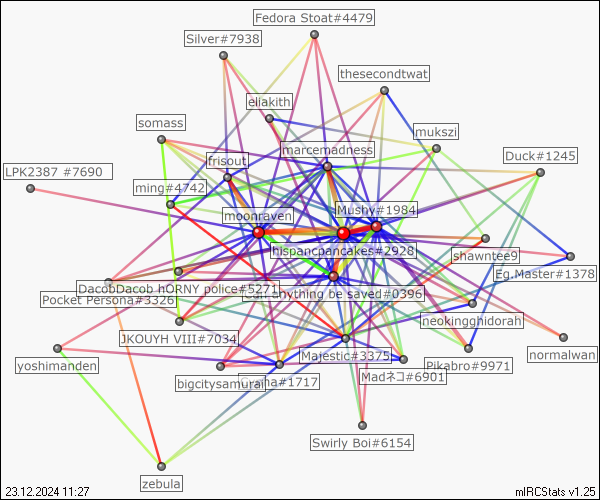 Fedora Stoat#4479
Silver#7938
thesecondtwat
eliakith
somass
mukszi
marcemadness
Duck#1245
frisout
LPK2387 #7690
ming#4742
Mushy#1984
moonraven
hispancpancakes#2928
shawntee9
Eg.Master#1378
DacobDacob hORNY police#5271
anything be saved#0396
Pocket Persona#3326
neokingghidorah
JKOUYH VIII#7034
Majestic#3375
normalwan
yoshimanden
Pikabro#9971
Madネコ#6901
bigcitysamurai
#1717
Swirly Boi#6154
zebula
23.12.2024 11:27
mIRCStats v1.25